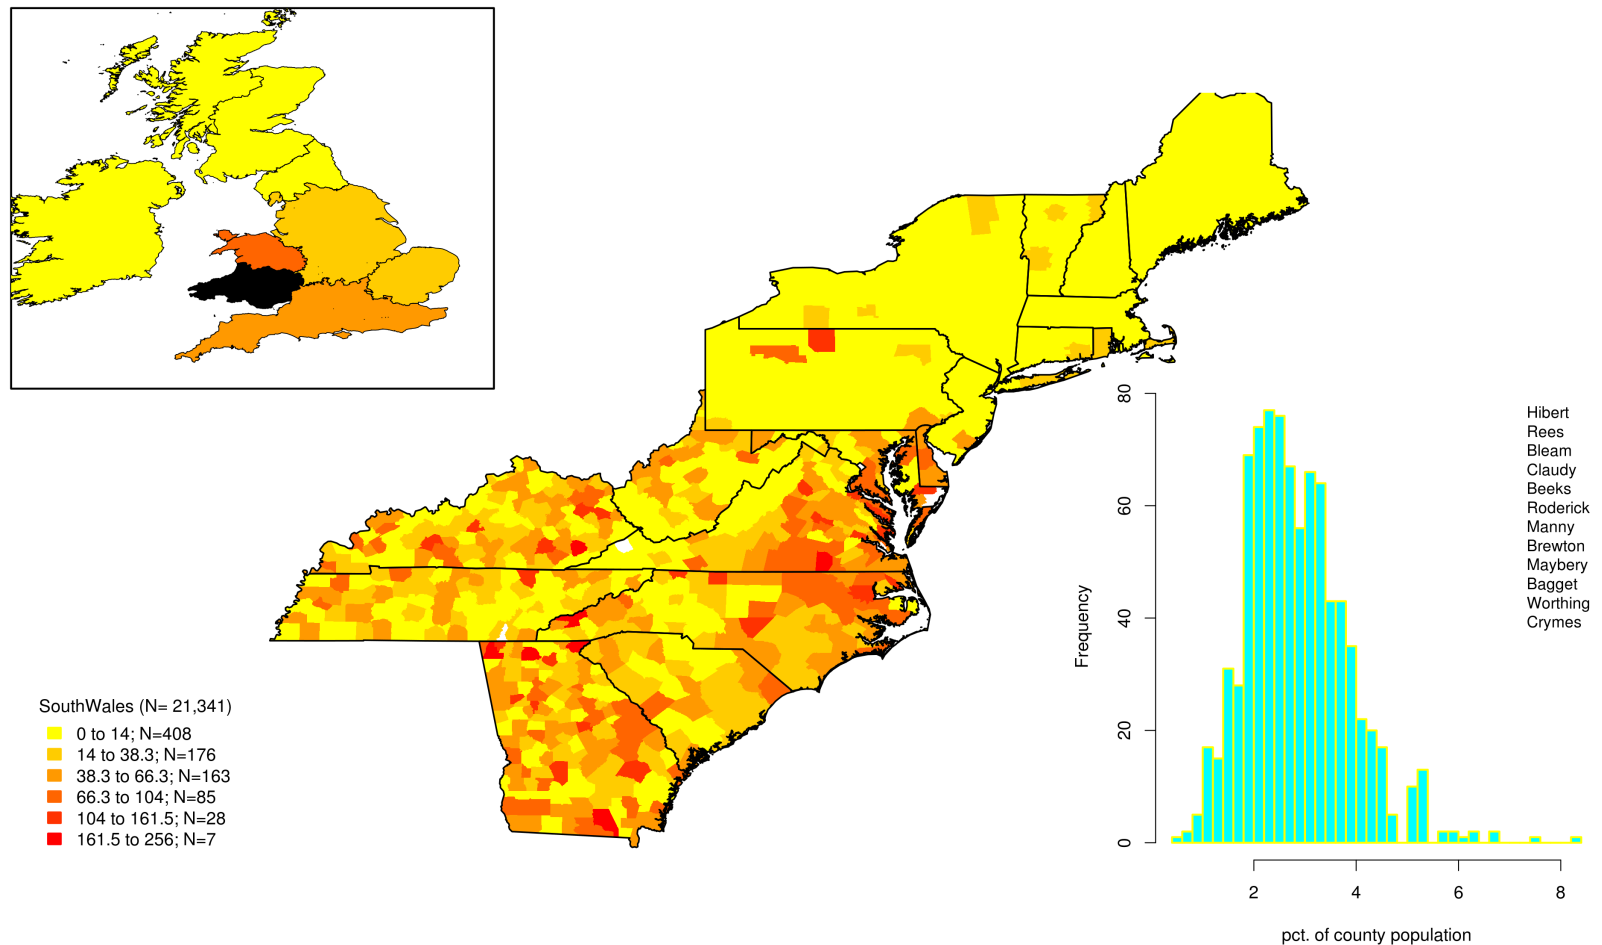 SouthWales (N= 21,341)
0 to 14; N=408
14 to 38.3; N=176
38.3 to 66.3; N=163
66.3 to 104; N=85
104 to 161.5; N=28
161.5 to 256; N=7
Frequency
0
20
40
60
80
2
4
6
8
pct. of county population
Hibert
Rees
Bleam
Claudy
Beeks
Roderick
Manny
Brewton
Maybery
Bagget
Worthing
Crymes